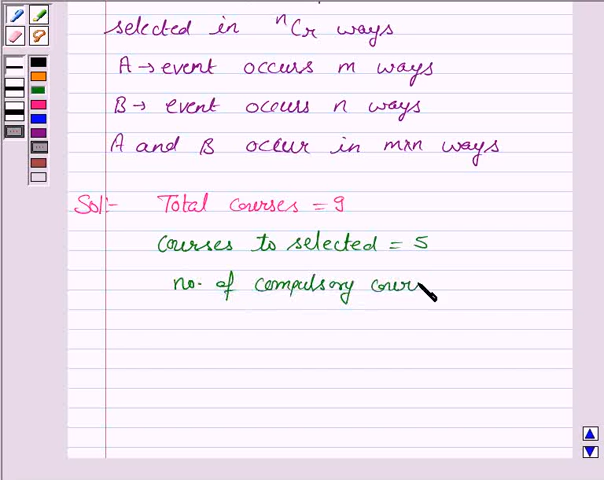 selected in ⁿCr ways
A → event occurs m ways
B → event occurs n ways
A and B occur in m×n ways
Sol:- Total courses = 9
Courses to selected = 5
no. of compulsory cour